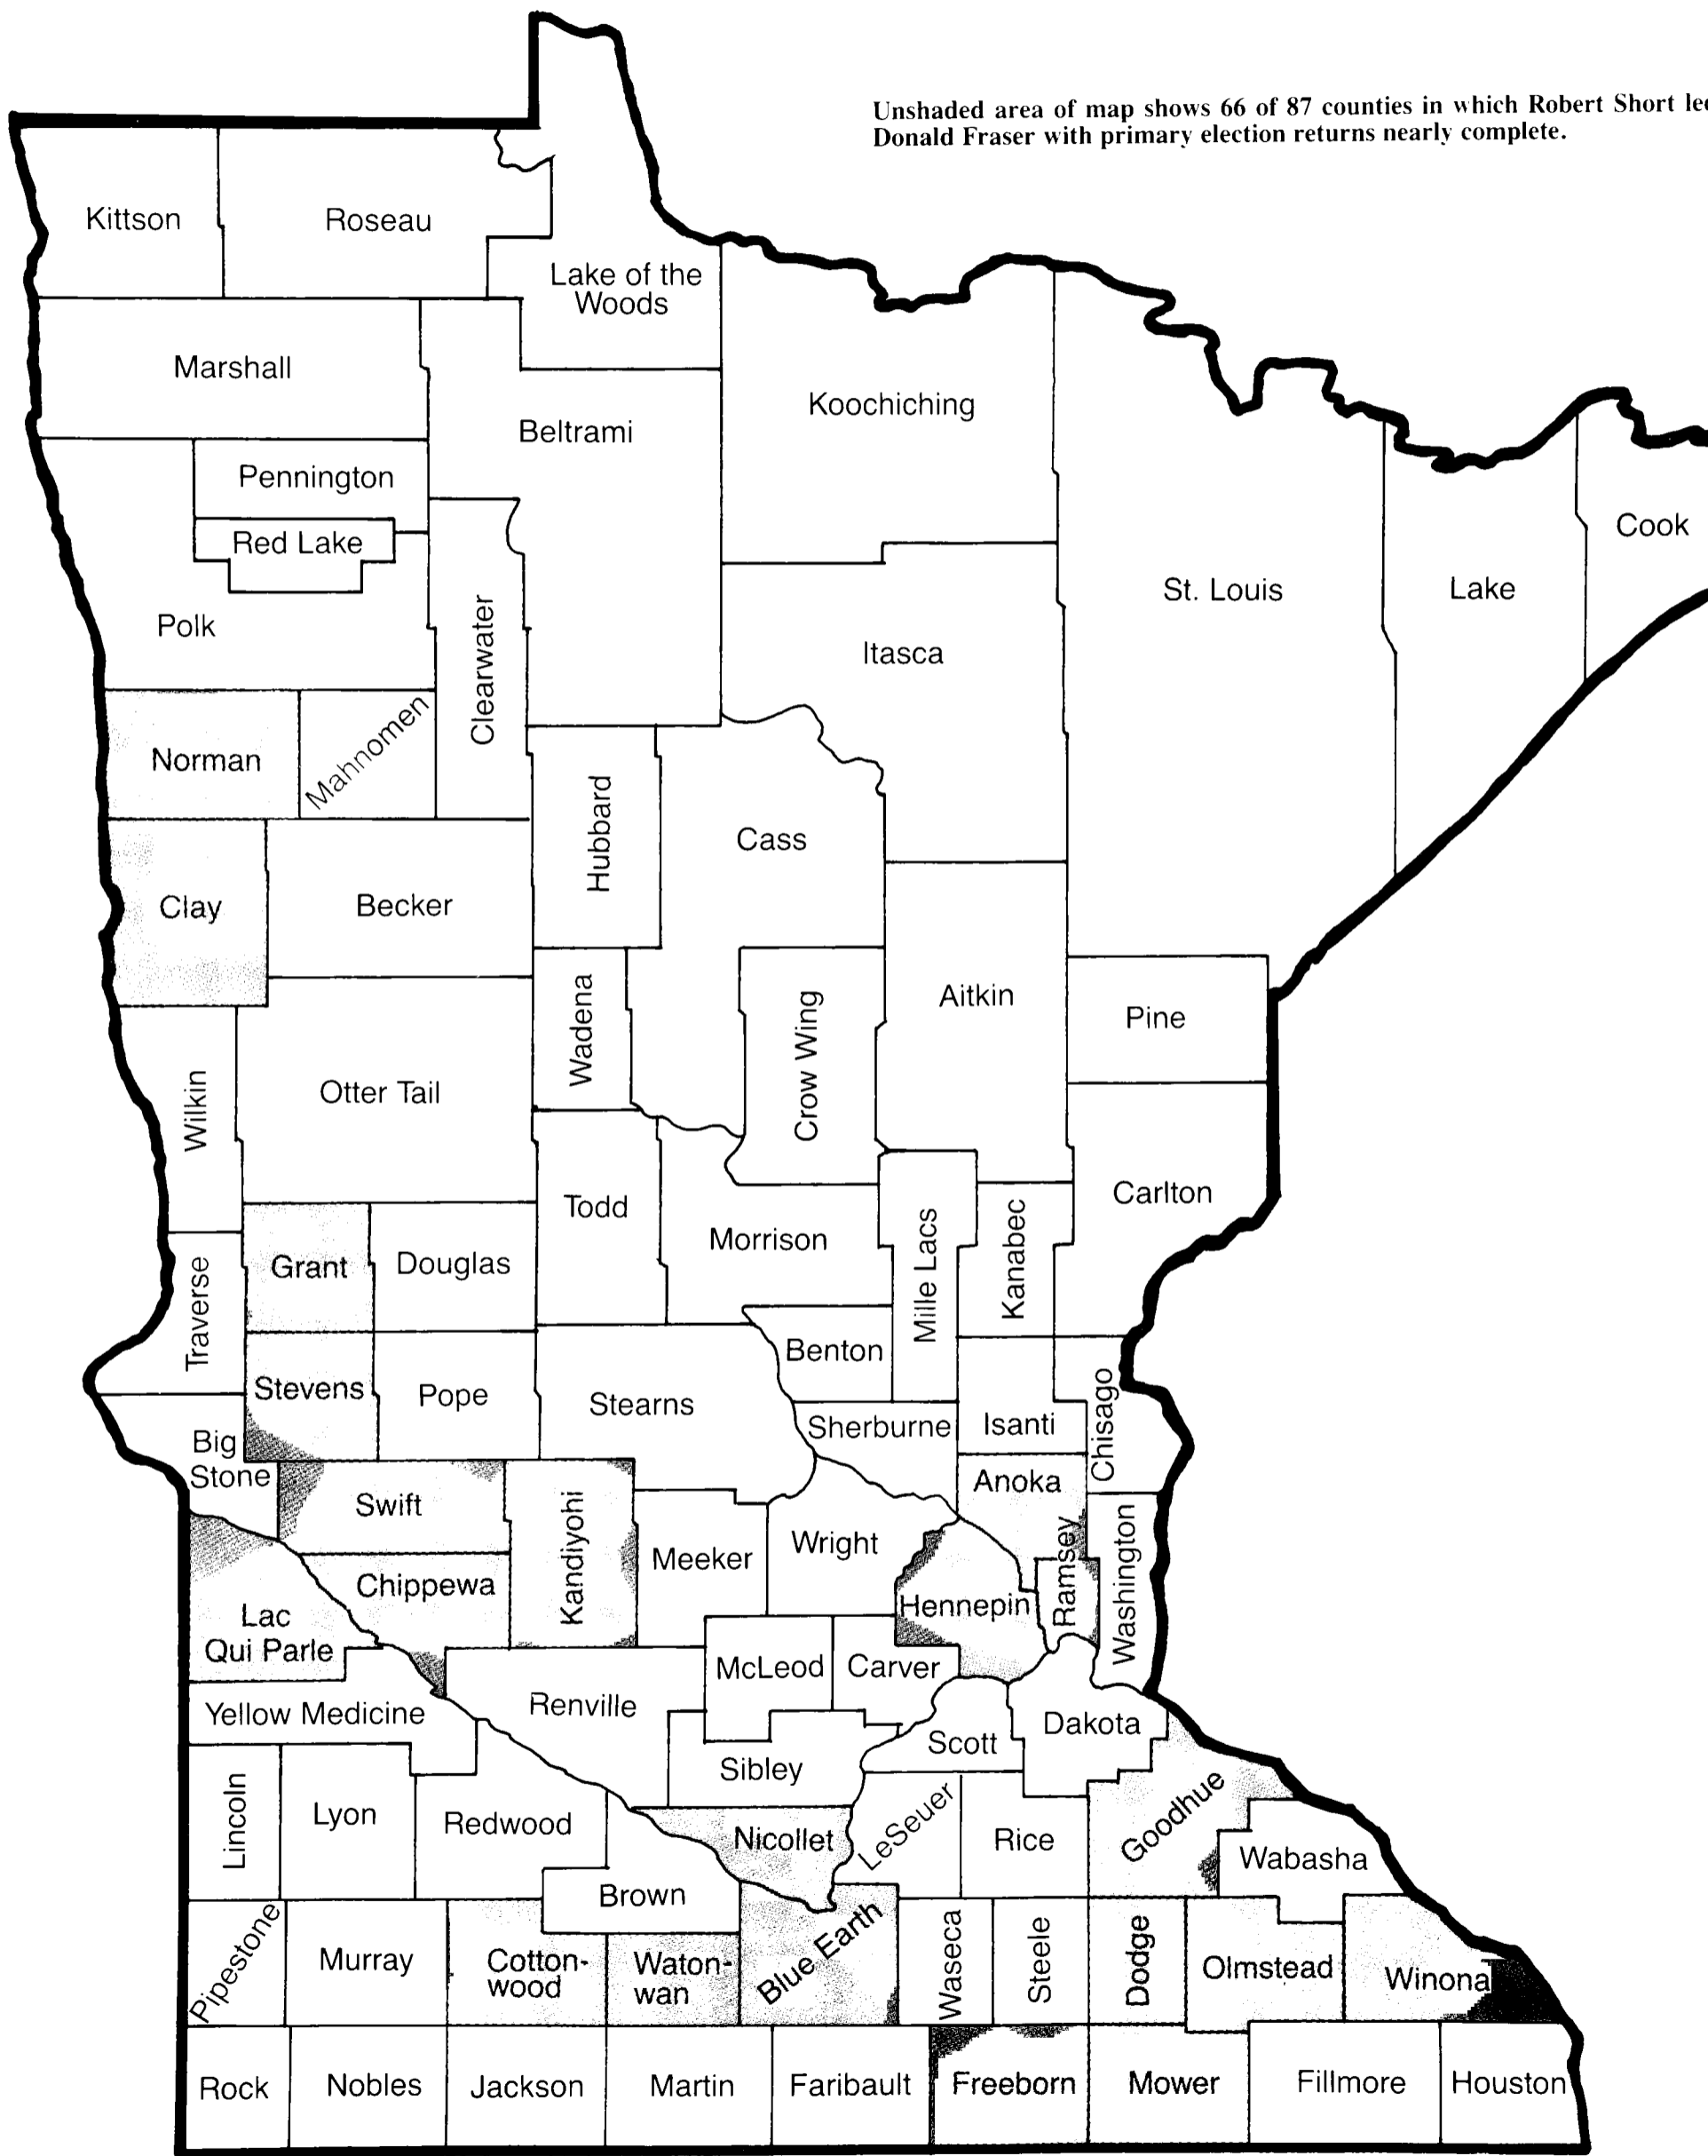 Unshaded area of map shows 66 of 87 counties in which Robert Short led
Donald Fraser with primary election returns nearly complete.
Kittson
Roseau
Lake of the
Woods
Marshall
Koochiching
Beltrami
Pennington
Red Lake
Cook
St. Louis
Lake
Polk
Clearwater
Itasca
Norman
Mahnomen
Hubbard
Cass
Clay
Becker
Wadena
Crow Wing
Aitkin
Pine
Wilkin
Otter Tail
Todd
Carlton
Morrison
Mille Lacs
Kanabec
Traverse
Grant
Douglas
Benton
Stevens
Pope
Stearns
Sherburne
Isanti
Chisago
Big
Stone
Anoka
Swift
Kandiyohi
Meeker
Wright
Ramsey
Washington
Chippewa
Hennepin
Lac
Qui Parle
McLeod
Carver
Yellow Medicine
Renville
Dakota
Scott
Sibley
Lincoln
Lyon
Redwood
Nicollet
LeSeuer
Rice
Goodhue
Wabasha
Brown
Pipestone
Murray
Cotton-
wood
Waton-
wan
Blue Earth
Waseca
Steele
Dodge
Olmstead
Winona
Rock
Nobles
Jackson
Martin
Faribault
Freeborn
Mower
Fillmore
Houston